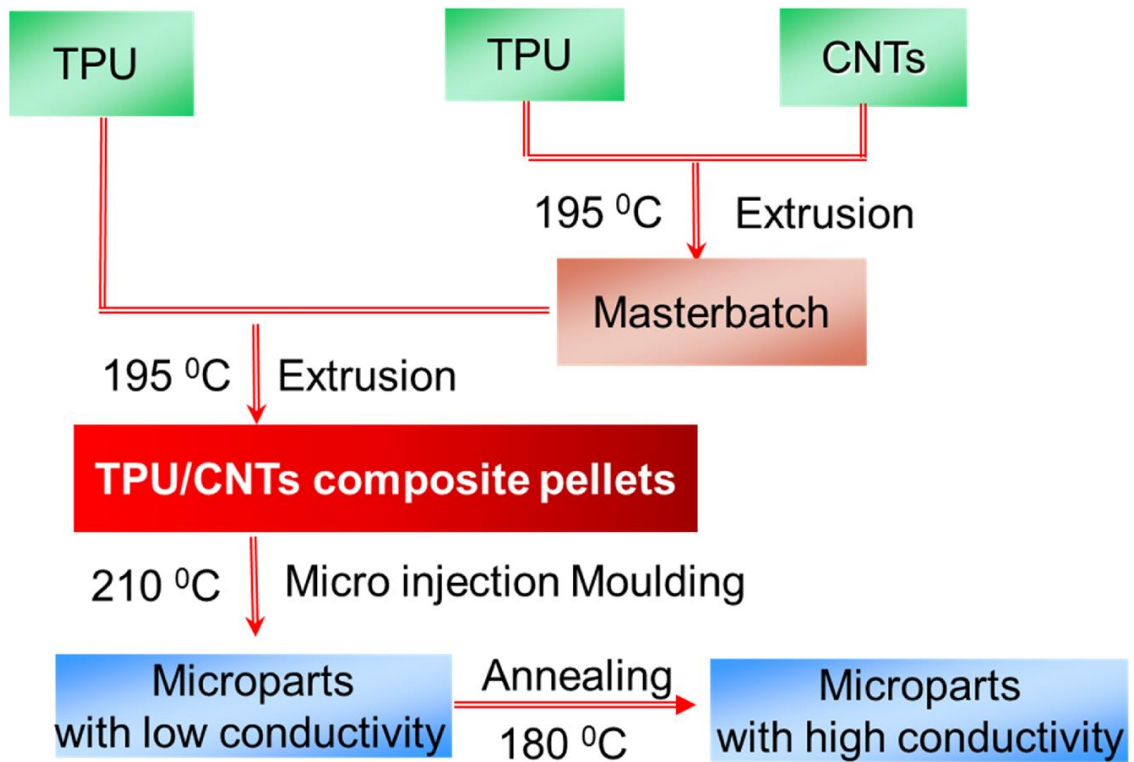 TPU
TPU
CNTs
195 ⁰C
Extrusion
Masterbatch
195 ⁰C
Extrusion
TPU/CNTs composite pellets
210 ⁰C
Micro injection Moulding
Microparts
with low conductivity
Annealing
180 ⁰C
Microparts
with high conductivity